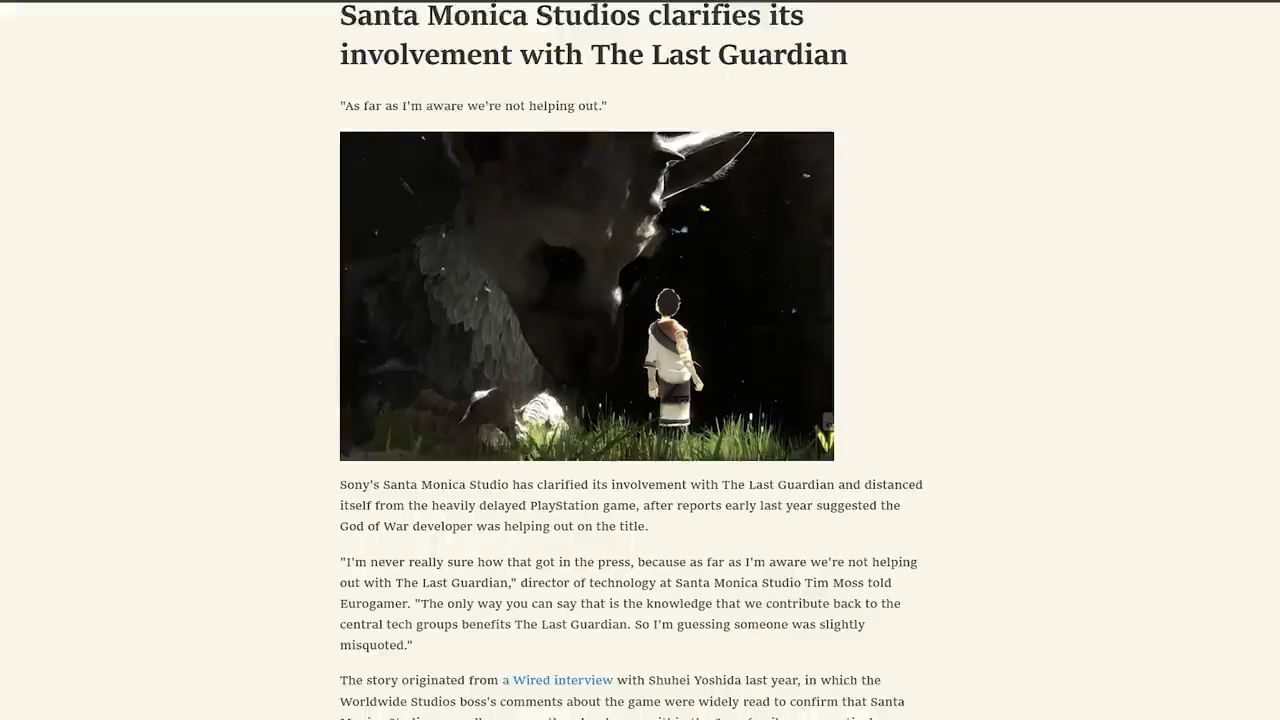 Santa Monica Studios clarifies its
involvement with The Last Guardian
"As far as I'm aware we're not helping out."
Sony's Santa Monica Studio has clarified its involvement with The Last Guardian and distanced
itself from the heavily delayed PlayStation game, after reports early last year suggested the
God of War developer was helping out on the title.
"I'm never really sure how that got in the press, because as far as I'm aware we're not helping
out with The Last Guardian," director of technology at Santa Monica Studio Tim Moss told
Eurogamer. "The only way you can say that is the knowledge that we contribute back to the
central tech groups benefits The Last Guardian. So I'm guessing someone was slightly
misquoted."
The story originated from a Wired interview with Shuhei Yoshida last year, in which the
Worldwide Studios boss's comments about the game were widely read to confirm that Santa